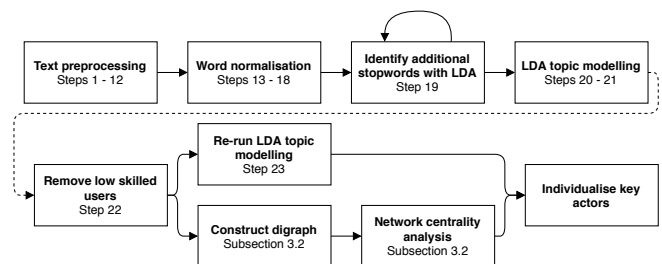 Text preprocessing
Steps 1 - 12
Word normalisation
Steps 13 - 18
Identify additional
stopwords with LDA
Step 19
LDA topic modelling
Steps 20 - 21
Remove low skilled
users
Step 22
Re-run LDA topic
modelling
Step 23
Construct digraph
Subsection 3.2
Network centrality
analysis
Subsection 3.2
Individualise key
actors